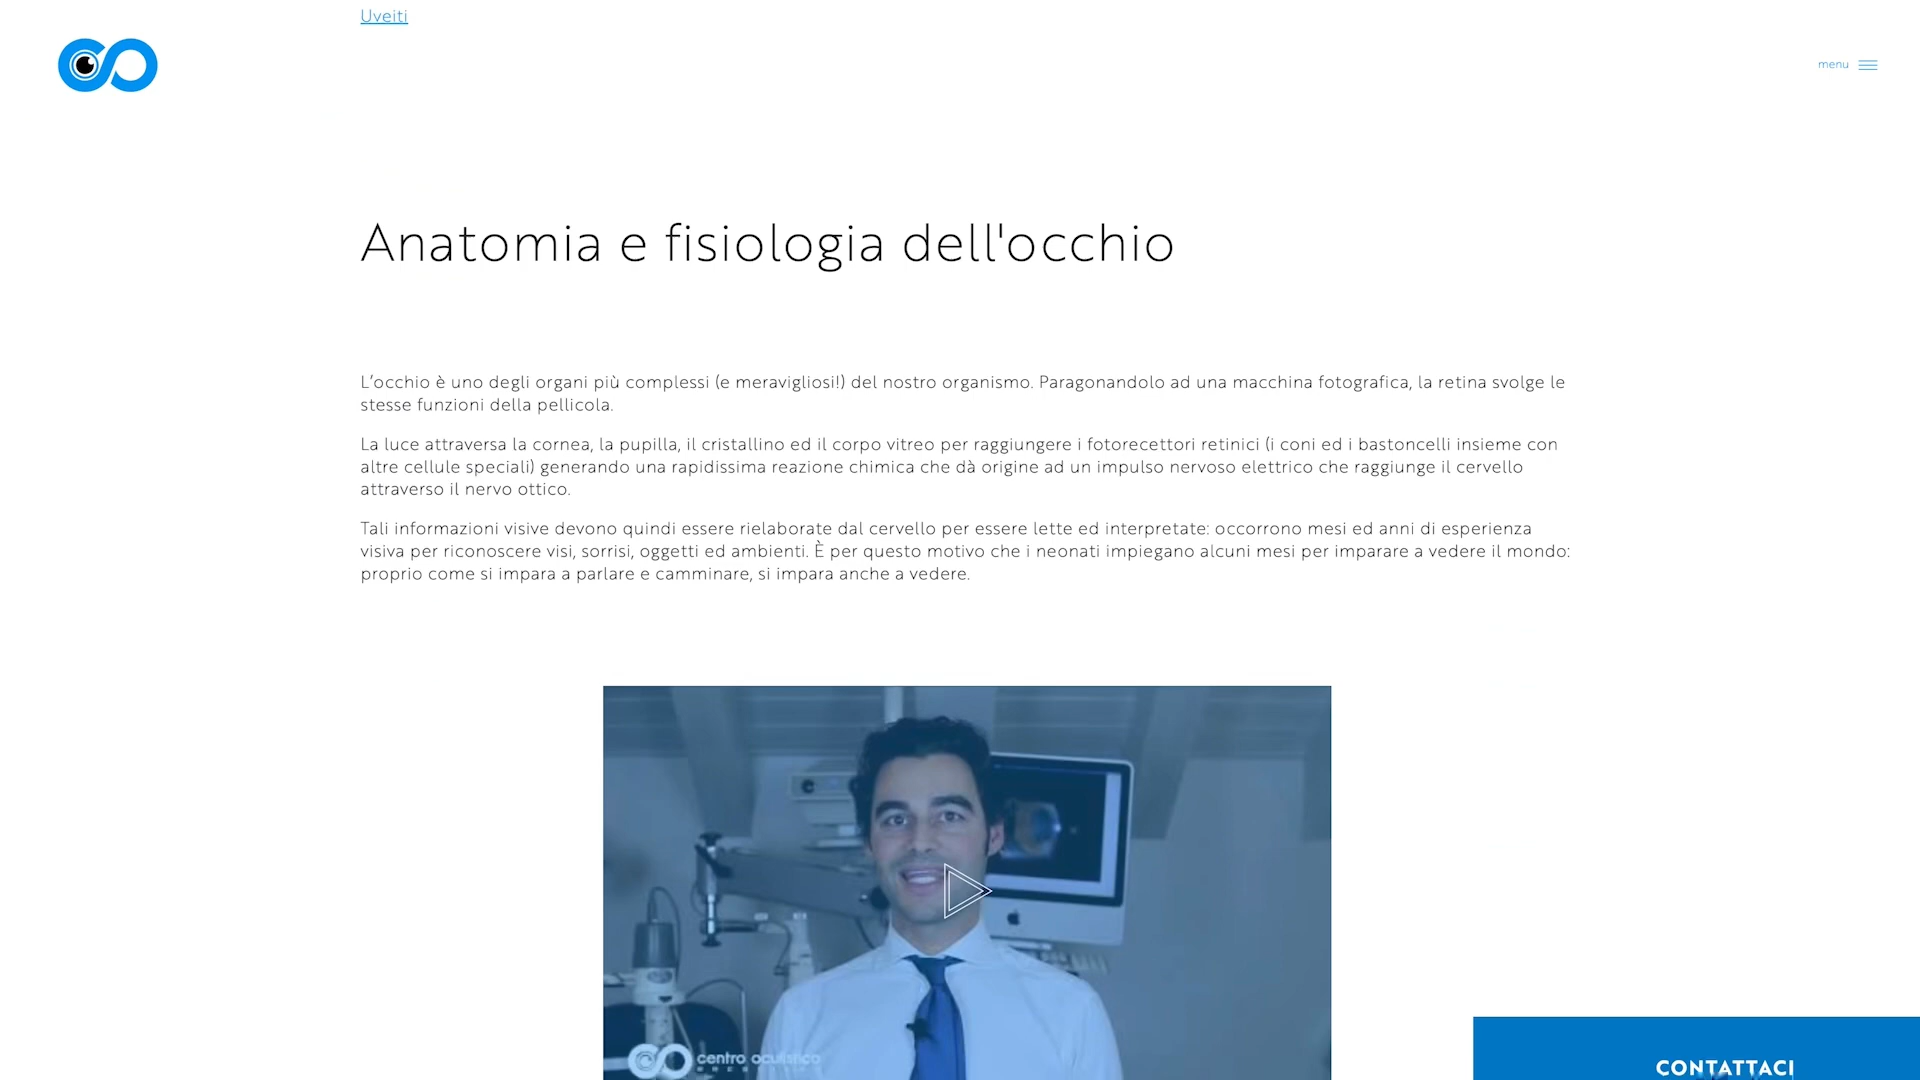 Uveiti
menu
Anatomia e fisiologia dell'occhio
L’occhio è uno degli organi più complessi (e meravigliosi!) del nostro organismo. Paragonandolo ad una macchina fotografica, la retina svolge le
stesse funzioni della pellicola.
La luce attraversa la cornea, la pupilla, il cristallino ed il corpo vitreo per raggiungere i fotorecettori retinici (i coni ed i bastoncelli insieme con
altre cellule speciali) generando una rapidissima reazione chimica che dà origine ad un impulso nervoso elettrico che raggiunge il cervello
attraverso il nervo ottico.
Tali informazioni visive devono quindi essere rielaborate dal cervello per essere lette ed interpretate: occorrono mesi ed anni di esperienza
visiva per riconoscere visi, sorrisi, oggetti ed ambienti. È per questo motivo che i neonati impiegano alcuni mesi per imparare a vedere il mondo:
proprio come si impara a parlare e camminare, si impara anche a vedere.
centro oculistico
CONTATTACI